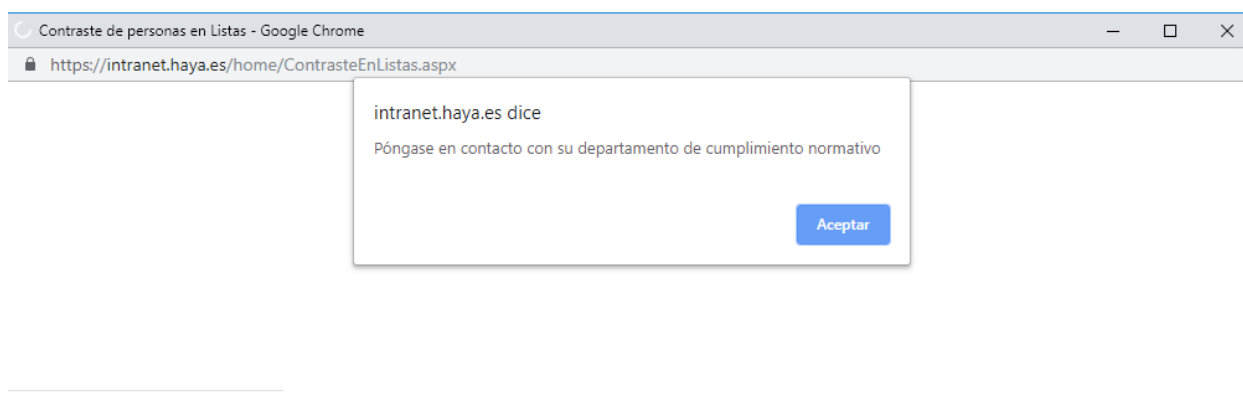 Contraste de personas en Listas - Google Chrome
https://intranet.haya.es/home/ContrasteEnListas.aspx
intranet.haya.es dice
Póngase en contacto con su departamento de cumplimiento normativo
Aceptar